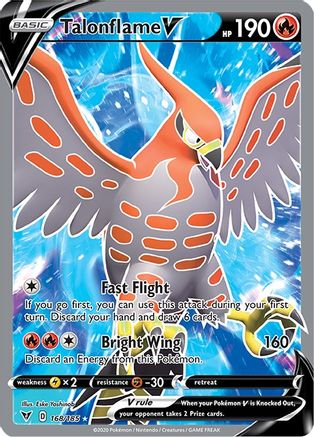 BASIC
Talonflame V
HP 190
Fast Flight
If you go first, you can use this attack during your first
turn. Discard your hand and draw 6 cards.
Bright Wing 160
Discard an Energy from this Pokémon.
weakness ×2 resistance -30 retreat
Illus. Eske Yoshinob
V rule
When your Pokémon V is Knocked Out,
your opponent takes 2 Prize cards.
D 168/185
©2020 Pokémon / Nintendo / Creatures / GAME FREAK